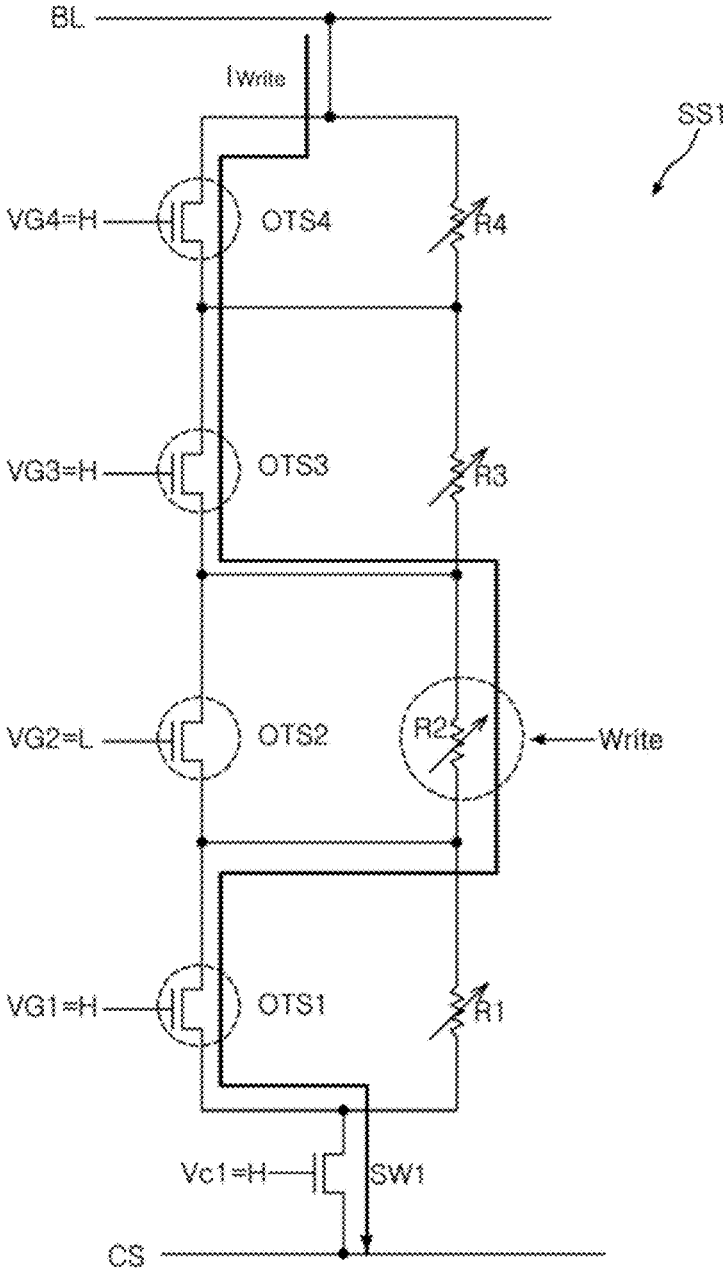 BL
IWrite
SS1
VG4=H
OTS4
R4
VG3=H
OTS3
R3
VG2=L
OTS2
R2
Write
VG1=H
OTS1
R1
Vc1=H
SW1
CS